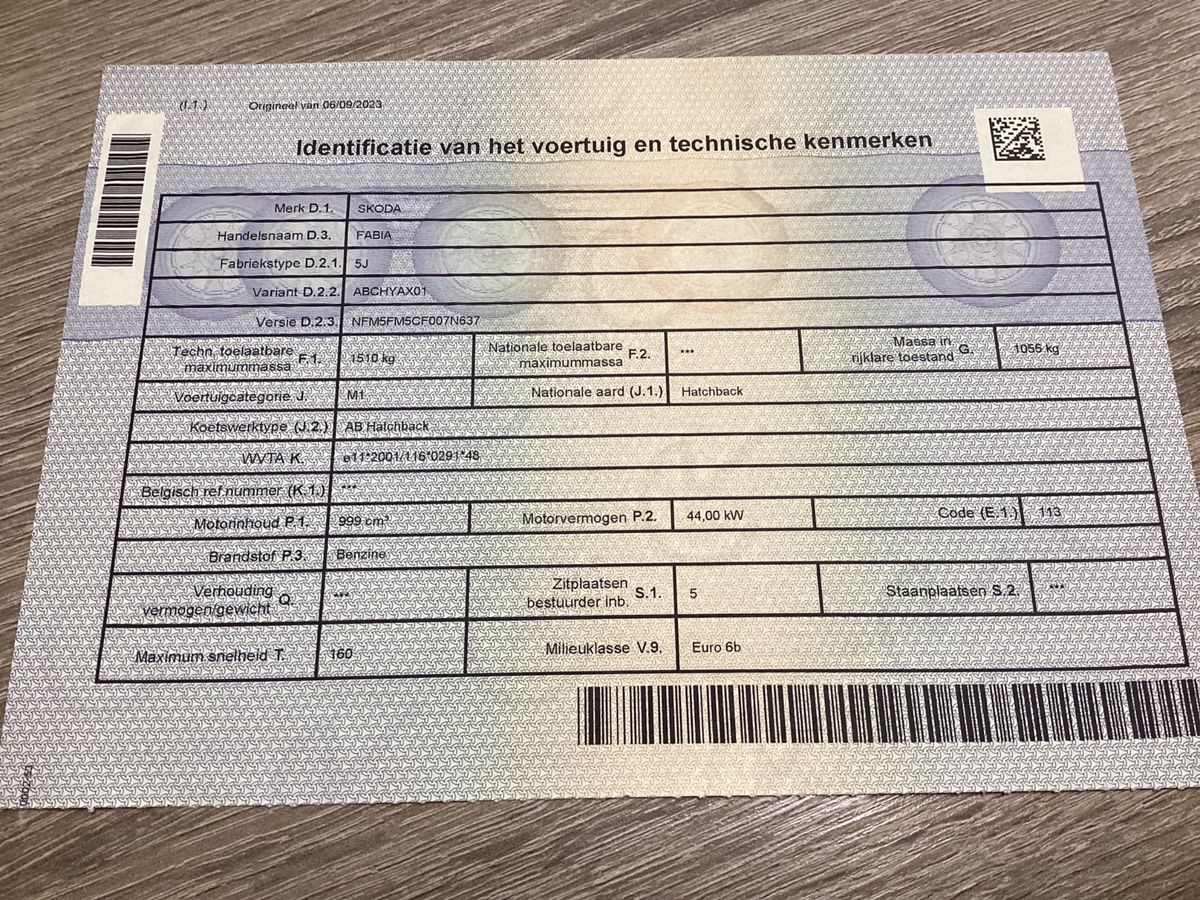 (I.1.) Origineel van 06/09/2023
Identificatie van het voertuig en technische kenmerken
Merk D.1. SKODA
Handelsnaam D.3. FABIA
Fabriekstype D.2.1. 5J
Variant D.2.2. ABCHYAX01
Versie D.2.3. NFM5FM5CF007N637
Techn. toelaatbare maximummassa F.1. 1510 kg Nationale toelaatbare maximummassa F.2. *** Massa in rijklare toestand G. 1055 kg
Voertuigcategorie J. M1 Nationale aard (J.1.) Hatchback
Koetswerktype (J.2.) AB Hatchback
WVTA K. e11*2001/116*0291*48
Belgisch ref.nummer (K.1.) ***
Motorinhoud P.1. 999 cm³ Motorvermogen P.2. 44,00 kW Code (E.1.) 113
Brandstof P.3. Benzine
Verhouding vermogen/gewicht Q. *** Zitplaatsen bestuurder inb. S.1. 5 Staanplaatsen S.2. ***
Maximum snelheid T. 160 Milieuklasse V.9. Euro 6b